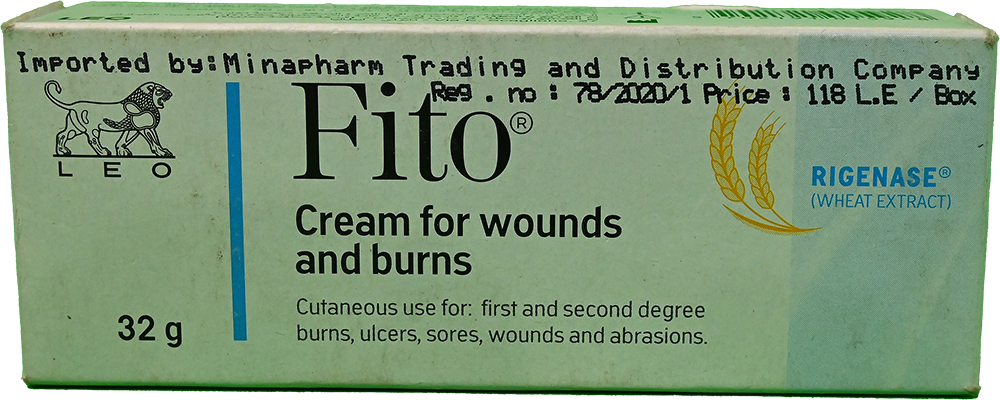 Imported by:Minapharm Trading and Distribution Company
Reg . no : 78/2020/1 Price : 118 L.E / Box
LEO
Fito®
Cream for wounds
and burns
RIGENASE®
(WHEAT EXTRACT)
32 g
Cutaneous use for: first and second degree
burns, ulcers, sores, wounds and abrasions.